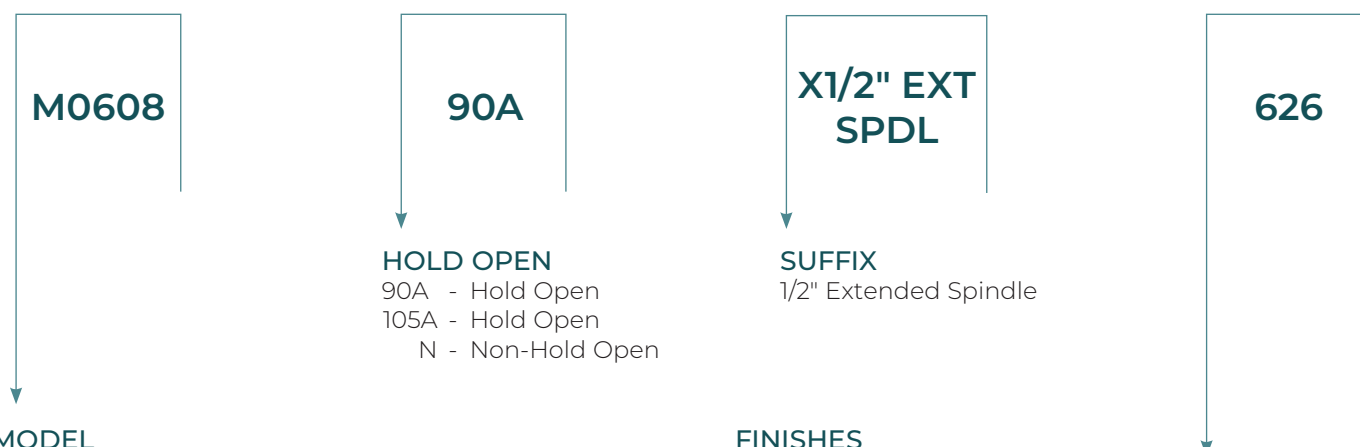 M0608
90A
X1/2" EXT
SPDL
626
HOLD OPEN
90A - Hold Open
105A - Hold Open
N - Non-Hold Open
SUFFIX
1/2" Extended Spindle
MODEL
FINISHES